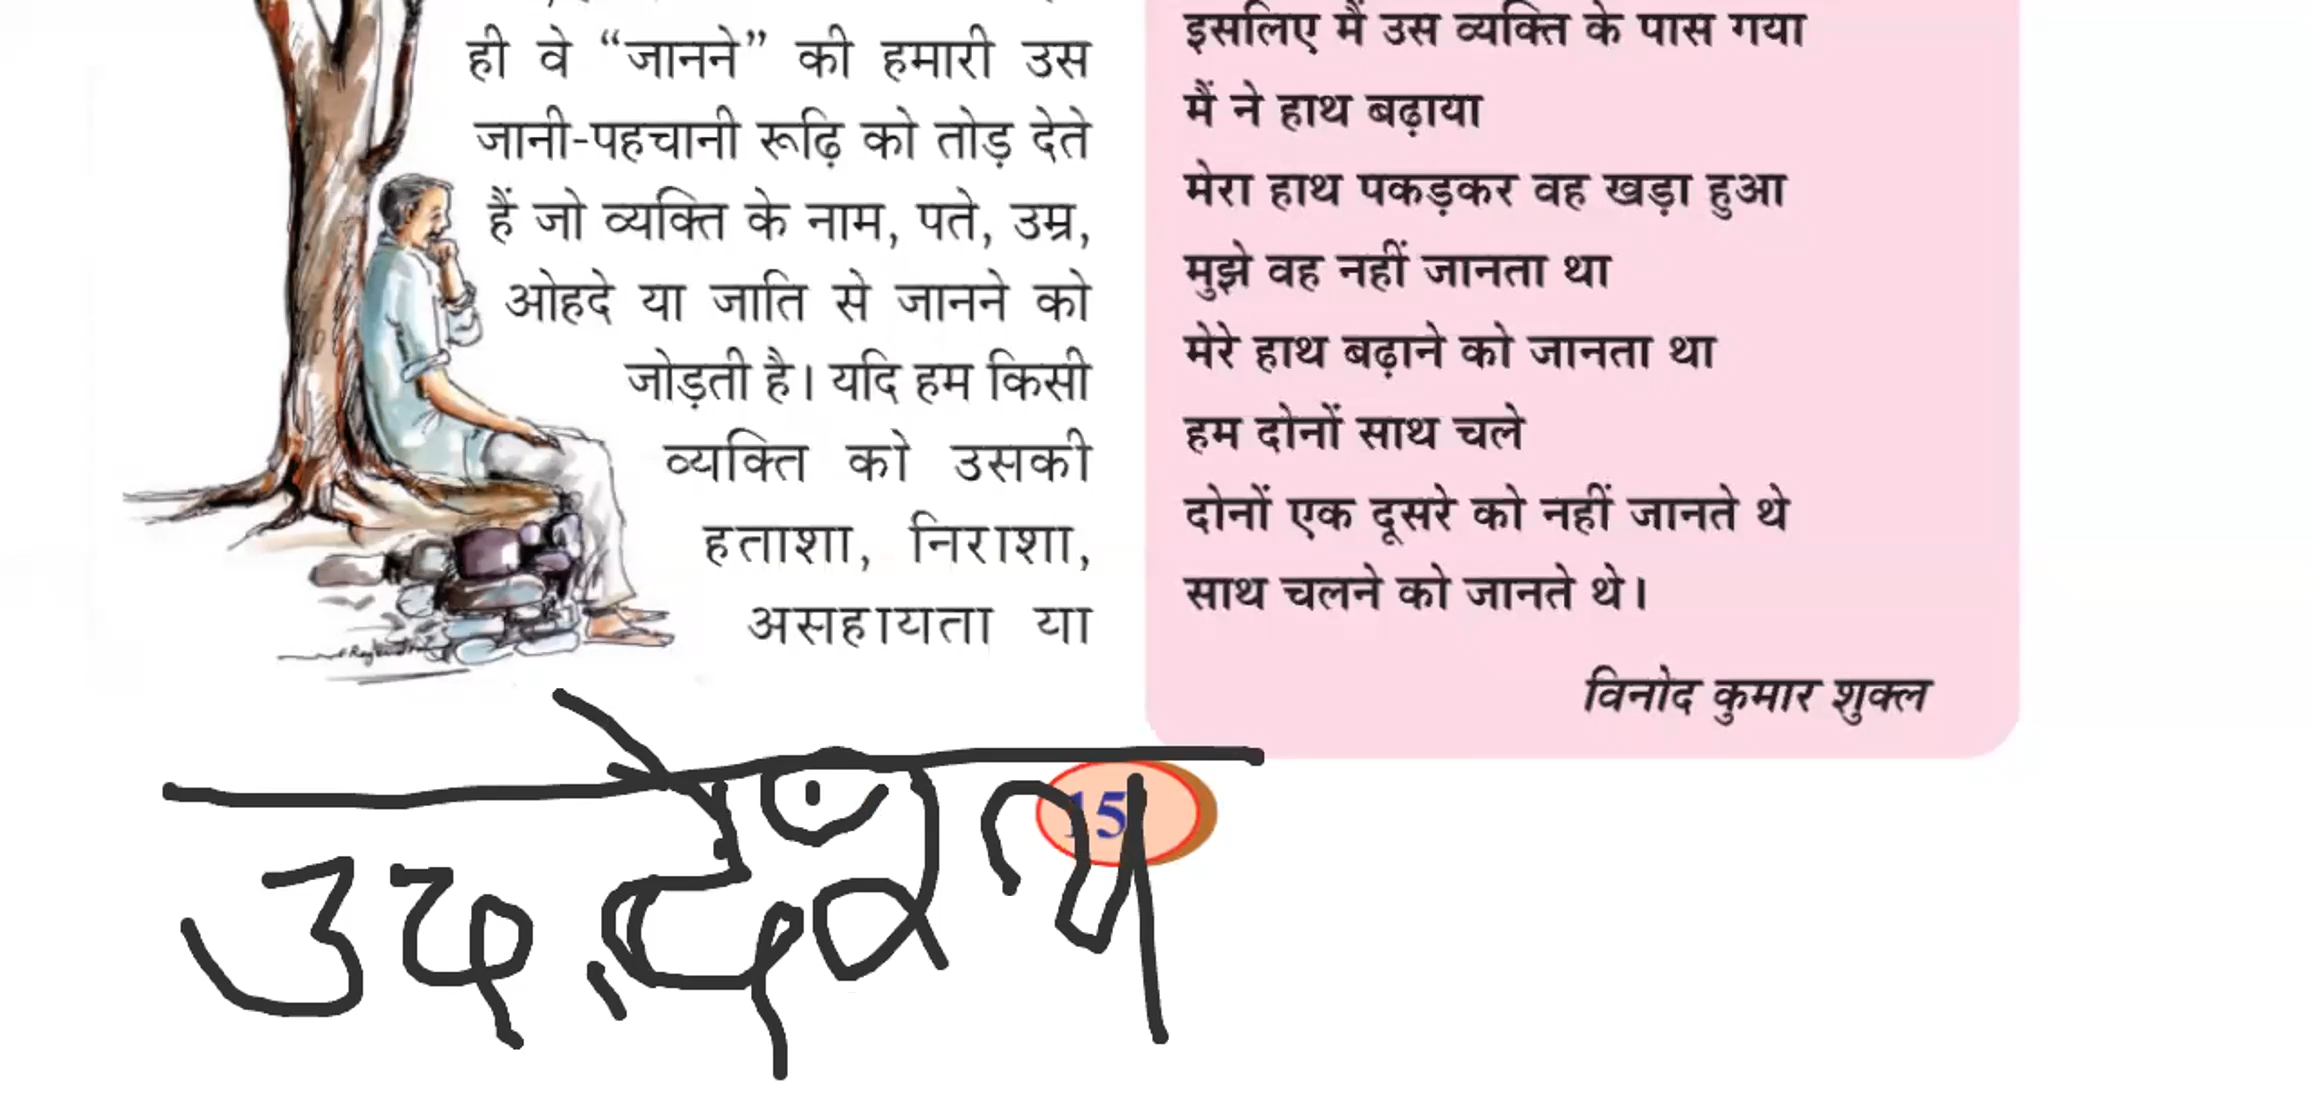 ही वे “जानने” की हमारी उस
जानी-पहचानी रूढ़ि को तोड़ देते
हैं जो व्यक्ति के नाम, पते, उम्र,
ओहदे या जाति से जानने को
जोड़ती है। यदि हम किसी
व्यक्ति को उसकी
हताशा, निराशा,
असहायता या
इसलिए मैं उस व्यक्ति के पास गया
मैं ने हाथ बढ़ाया
मेरा हाथ पकड़कर वह खड़ा हुआ
मुझे वह नहीं जानता था
मेरे हाथ बढ़ाने को जानता था
हम दोनों साथ चले
दोनों एक दूसरे को नहीं जानते थे
साथ चलने को जानते थे।
विनोद कुमार शुक्ल
15